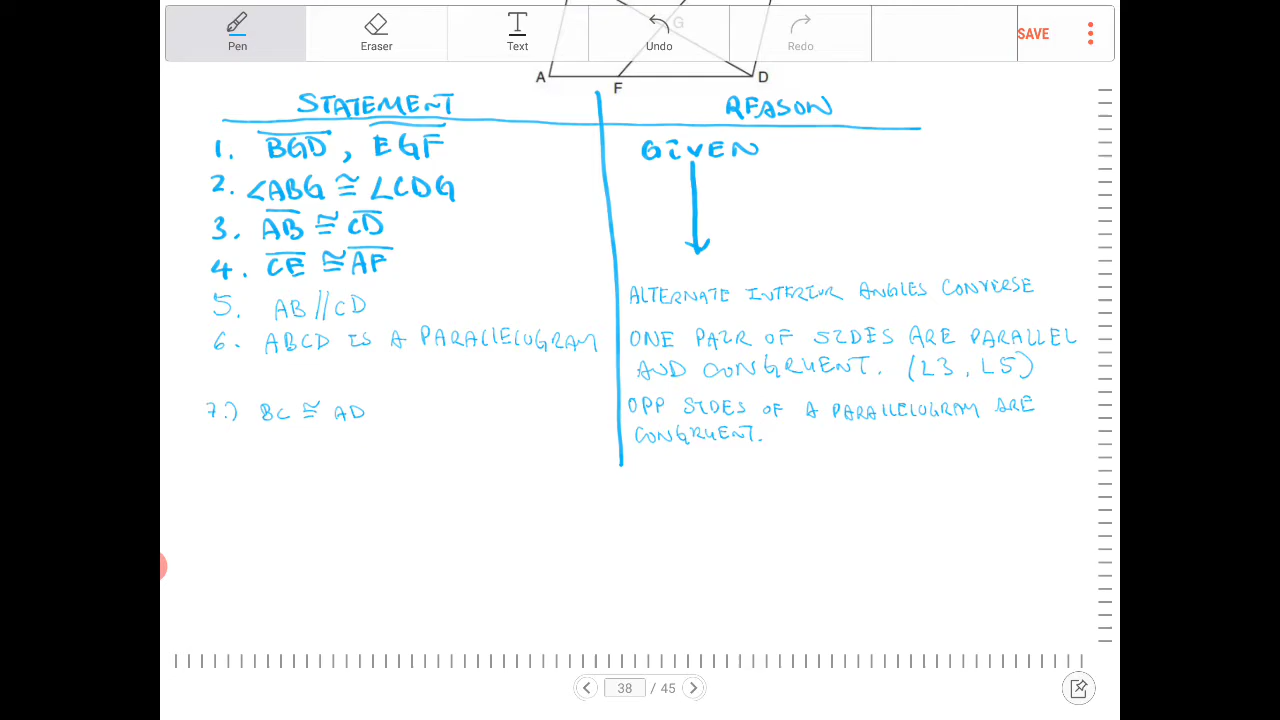 Pen
Eraser
Text
Undo
Redo
SAVE
G
A
F
D
STATEMENT
REASON
1. BGD, EGF
GIVEN
2. ∠ABG ≅ ∠CDG
3. AB ≅ CD
4. CE ≅ AF
5. AB // CD
ALTERNATE INTERIOR ANGLES CONVERSE
6. ABCD IS A PARALLELOGRAM
ONE PAIR OF SIDES ARE PARALLEL
AND CONGRUENT. (L3, L5)
7.) BC ≅ AD
OPP SIDES OF A PARALLELOGRAM ARE
CONGRUENT.
38 / 45